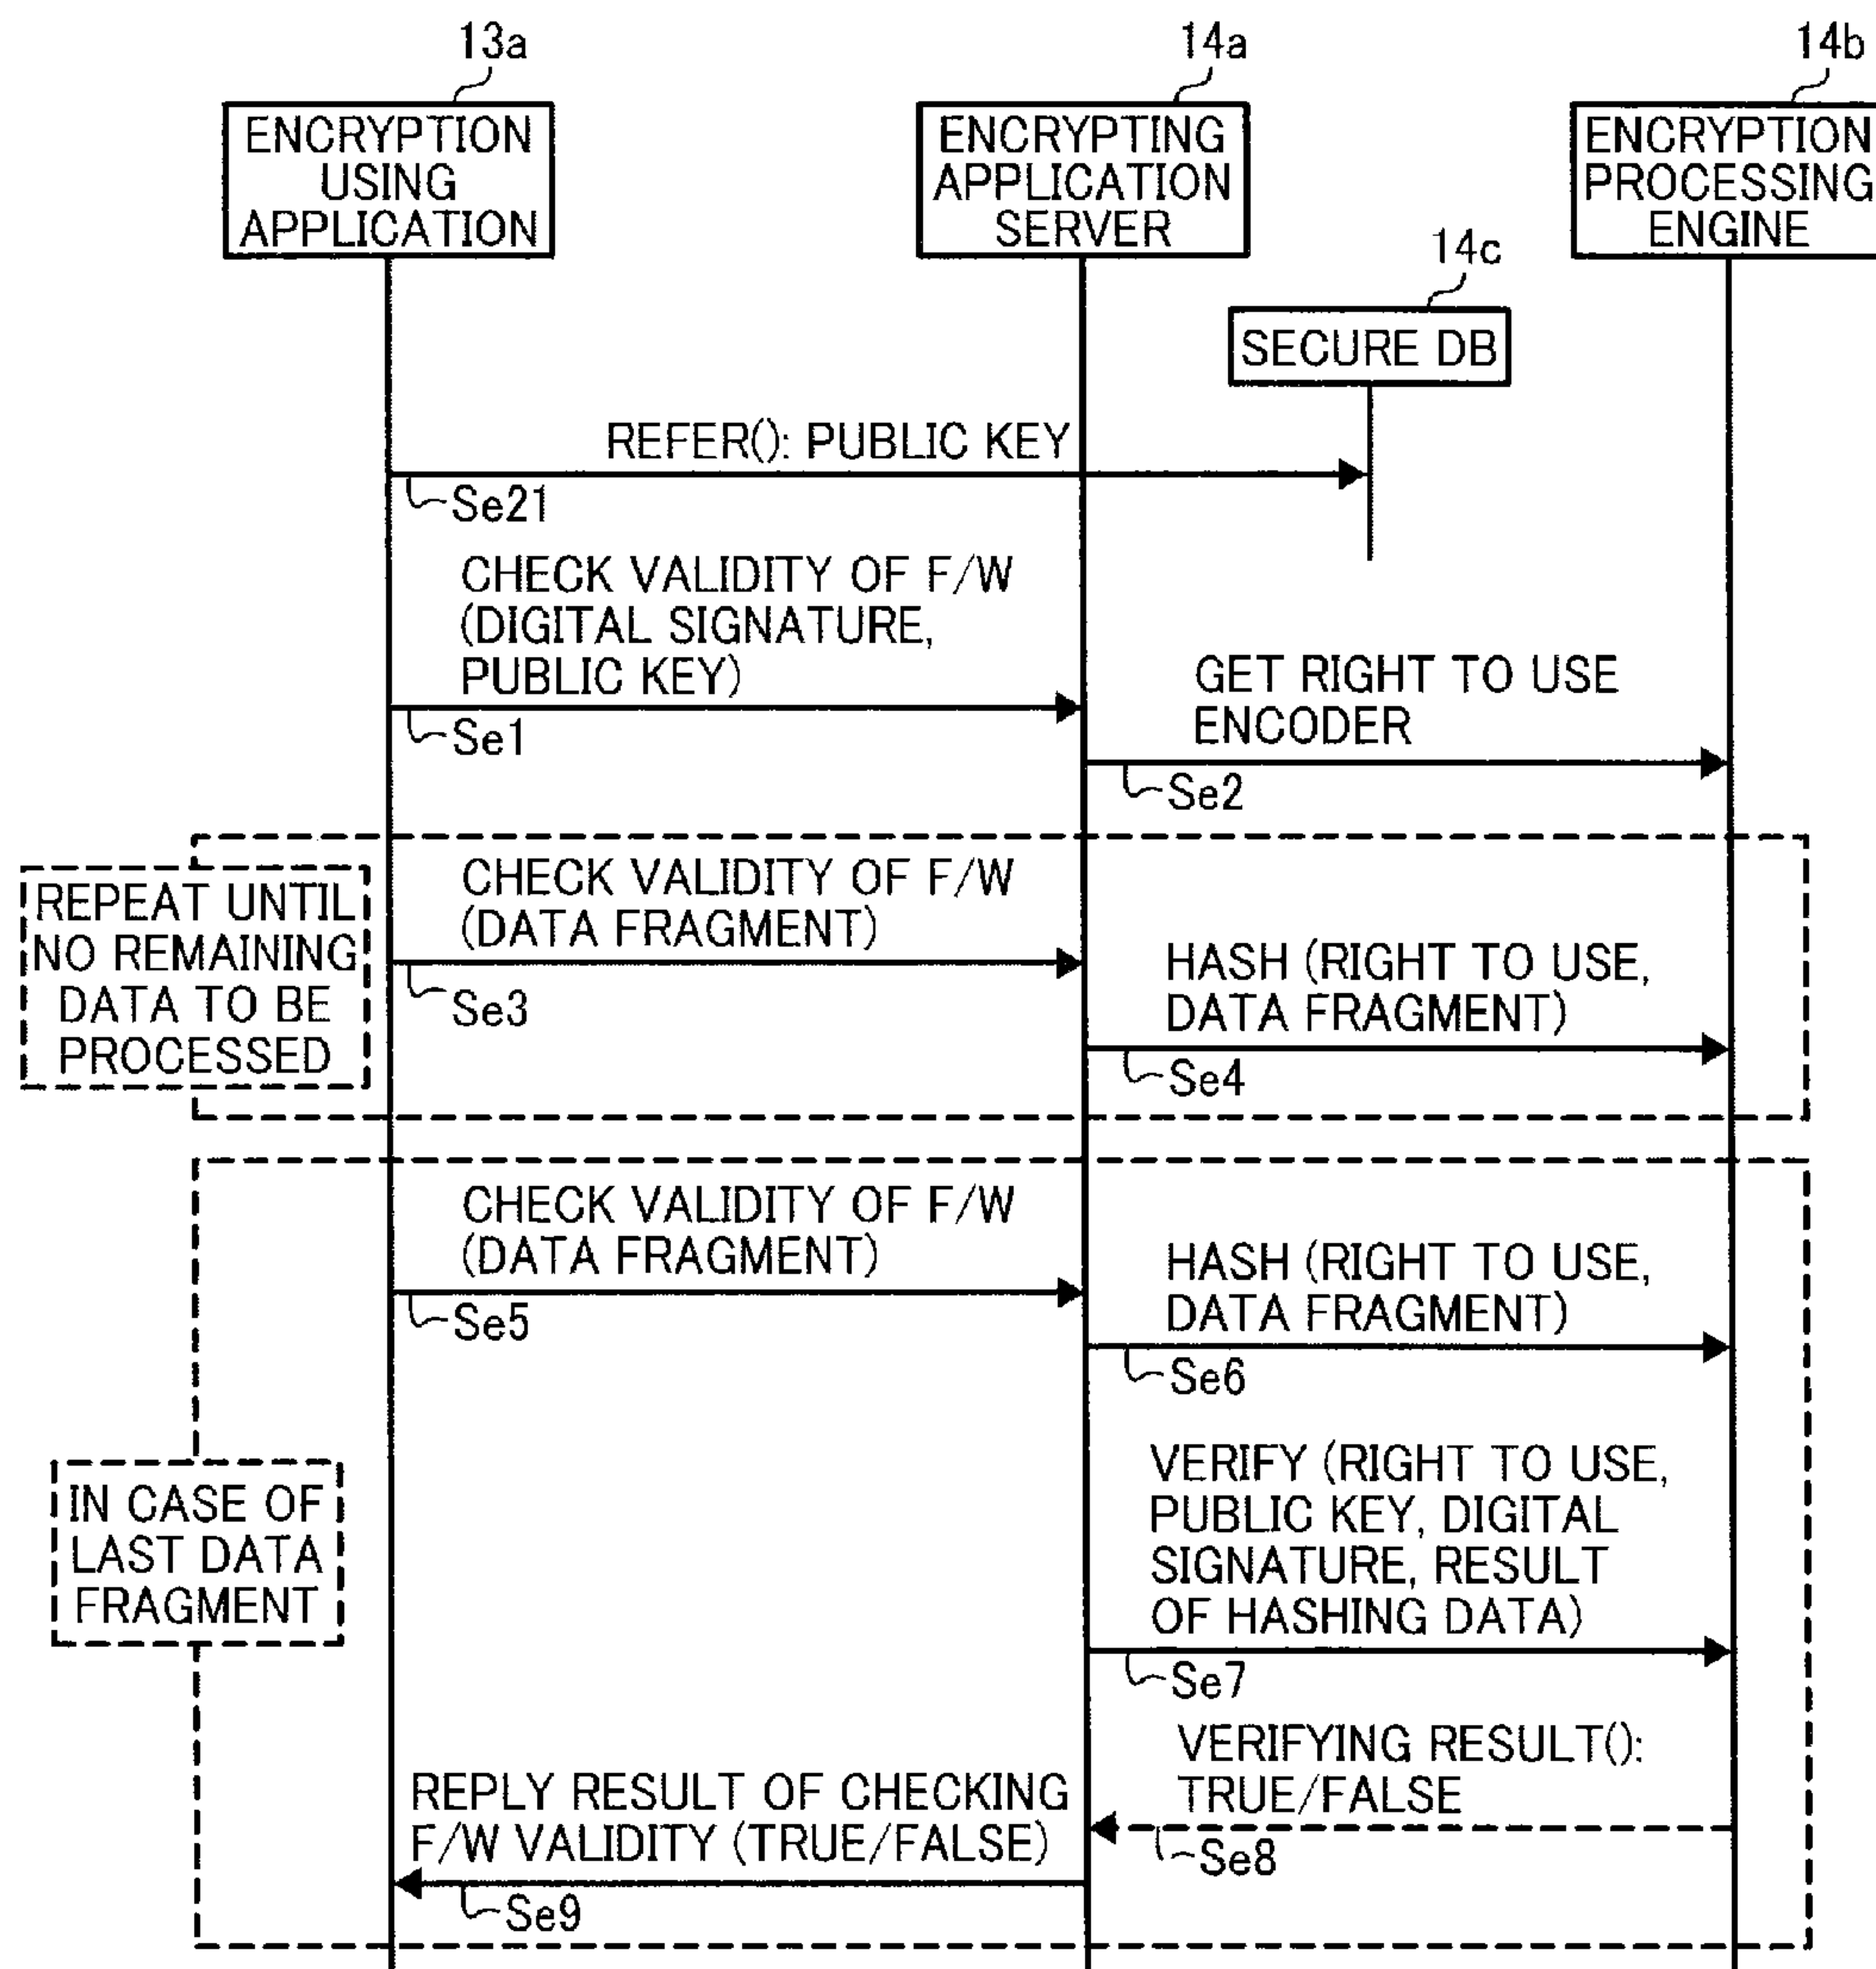 13a
14a
14b
ENCRYPTION
USING
APPLICATION
ENCRYPTING
APPLICATION
SERVER
ENCRYPTION
PROCESSING
ENGINE
14c
SECURE DB
REFER(): PUBLIC KEY
Se21
CHECK VALIDITY OF F/W
(DIGITAL SIGNATURE,
PUBLIC KEY)
Se1
GET RIGHT TO USE
ENCODER
Se2
REPEAT UNTIL
NO REMAINING
DATA TO BE
PROCESSED
CHECK VALIDITY OF F/W
(DATA FRAGMENT)
Se3
HASH (RIGHT TO USE,
DATA FRAGMENT)
Se4
CHECK VALIDITY OF F/W
(DATA FRAGMENT)
Se5
HASH (RIGHT TO USE,
DATA FRAGMENT)
Se6
IN CASE OF
LAST DATA
FRAGMENT
VERIFY (RIGHT TO USE,
PUBLIC KEY, DIGITAL
SIGNATURE, RESULT
OF HASHING DATA)
Se7
VERIFYING RESULT():
TRUE/FALSE
Se8
REPLY RESULT OF CHECKING
F/W VALIDITY (TRUE/FALSE)
Se9